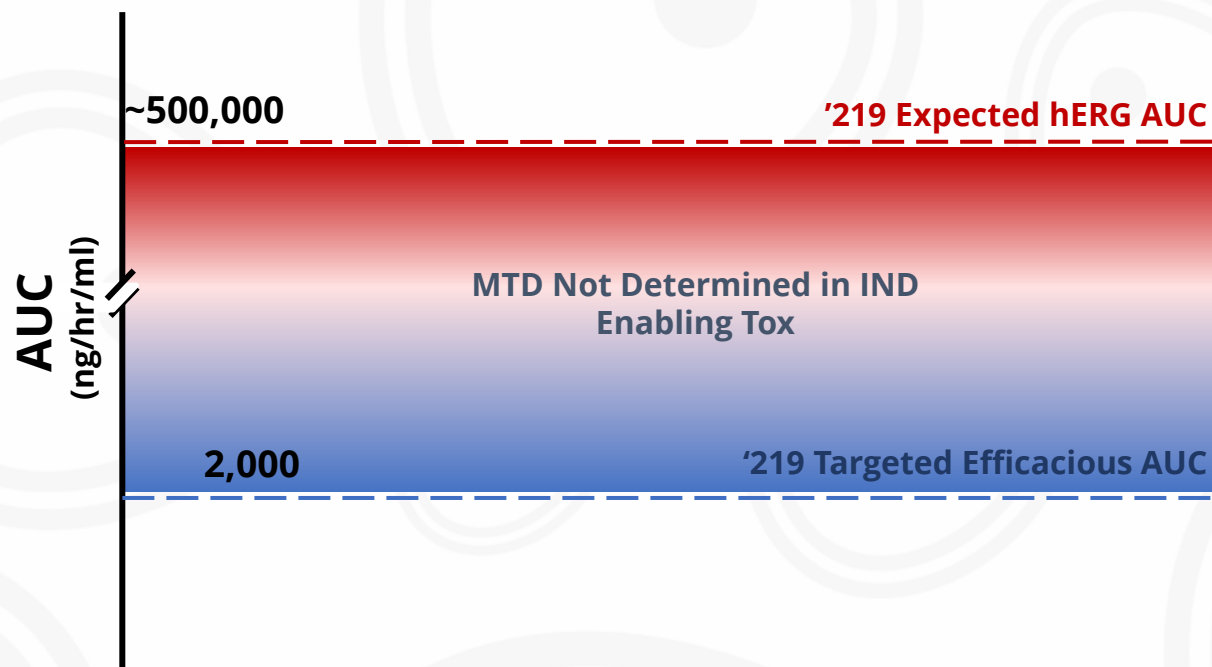 ~500,000
’219 Expected hERG AUC
AUC
(ng/hr/ml)
MTD Not Determined in IND
Enabling Tox
2,000
‘219 Targeted Efficacious AUC